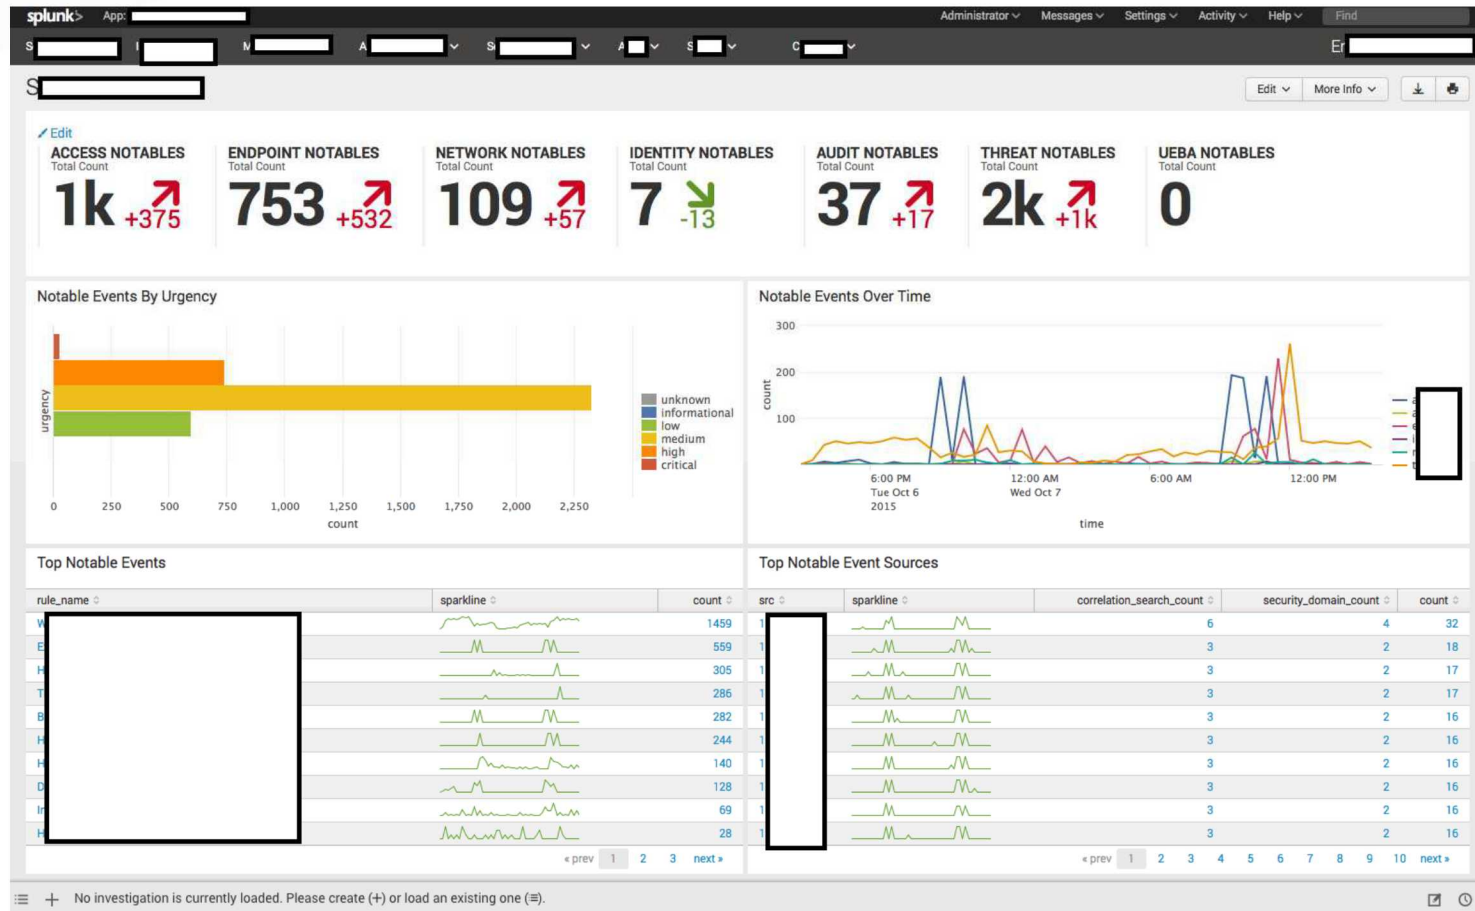 splunk> App: Administrator Messages Settings Activity Help Find
Edit More Info
Edit
ACCESS NOTABLES ENDPOINT NOTABLES NETWORK NOTABLES IDENTITY NOTABLES AUDIT NOTABLES THREAT NOTABLES UEBA NOTABLES
Total Count Total Count Total Count Total Count Total Count Total Count Total Count
1k +375 753 +532 109 +57 7 -13 37 +17 2k +1k 0
Notable Events By Urgency
urgency
unknown
informational
low
medium
high
critical
0 250 500 750 1,000 1,250 1,500 1,750 2,000 2,250
count
Notable Events Over Time
300
200
100
count
6:00 PM 12:00 AM 6:00 AM 12:00 PM
Tue Oct 6 Wed Oct 7
2015
time
Top Notable Events
rule_name sparkline count
1459
559
305
286
282
244
140
128
69
28
« prev 1 2 3 next »
Top Notable Event Sources
src sparkline correlation_search_count security_domain_count count
6 4 32
3 2 18
3 2 17
3 2 17
3 2 16
3 2 16
3 2 16
3 2 16
3 2 16
3 2 16
« prev 1 2 3 4 5 6 7 8 9 10 next »
No investigation is currently loaded. Please create (+) or load an existing one (≡).